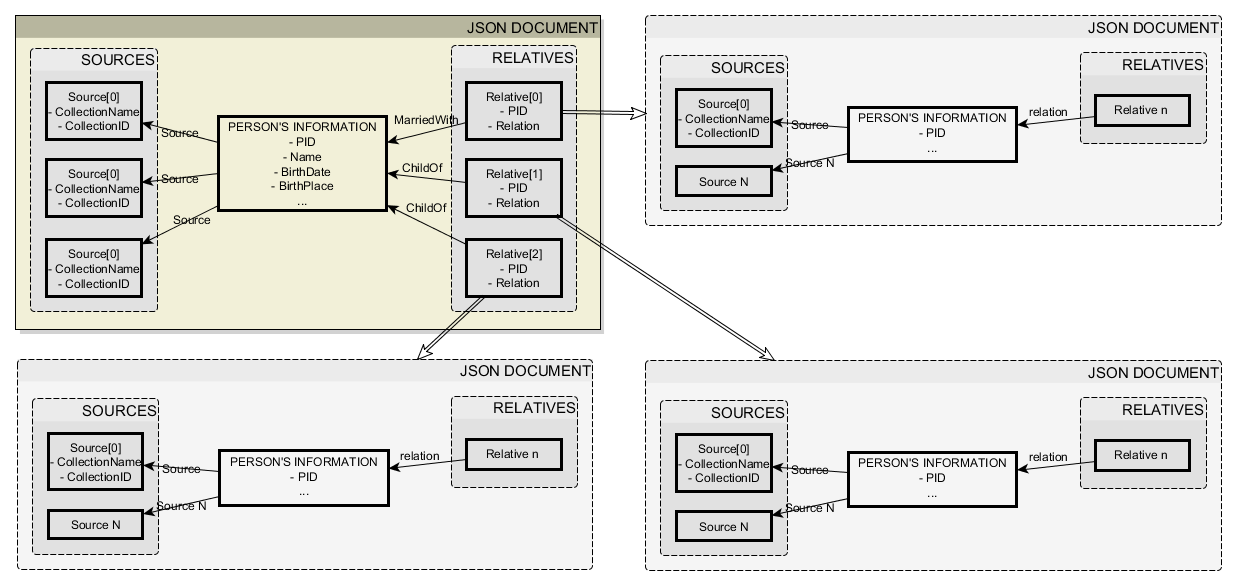 JSON DOCUMENT
SOURCES
Source[0]
- CollectionName
- CollectionID
Source[0]
- CollectionName
- CollectionID
Source[0]
- CollectionName
- CollectionID
Source
Source
Source
PERSON'S INFORMATION
- PID
- Name
- BirthDate
- BirthPlace
...
MarriedWith
ChildOf
ChildOf
RELATIVES
Relative[0]
- PID
- Relation
Relative[1]
- PID
- Relation
Relative[2]
- PID
- Relation
JSON DOCUMENT
SOURCES
Source[0]
- CollectionName
- CollectionID
Source N
Source
Source N
PERSON'S INFORMATION
- PID
...
relation
RELATIVES
Relative n
JSON DOCUMENT
SOURCES
Source[0]
- CollectionName
- CollectionID
Source N
Source
Source N
PERSON'S INFORMATION
- PID
...
relation
RELATIVES
Relative n
JSON DOCUMENT
SOURCES
Source[0]
- CollectionName
- CollectionID
Source N
Source
Source N
PERSON'S INFORMATION
- PID
...
relation
RELATIVES
Relative n